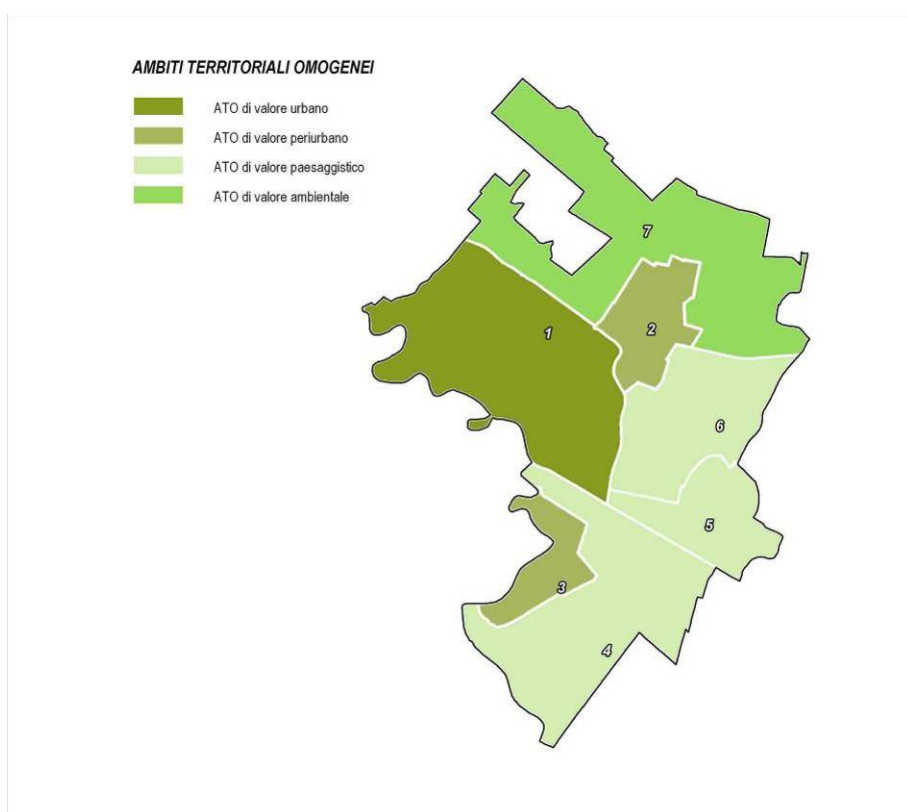 AMBITI TERRITORIALI OMOGENEI
ATO di valore urbano
ATO di valore periurbano
ATO di valore paesaggistico
ATO di valore ambientale
7
1
2
6
5
3
4